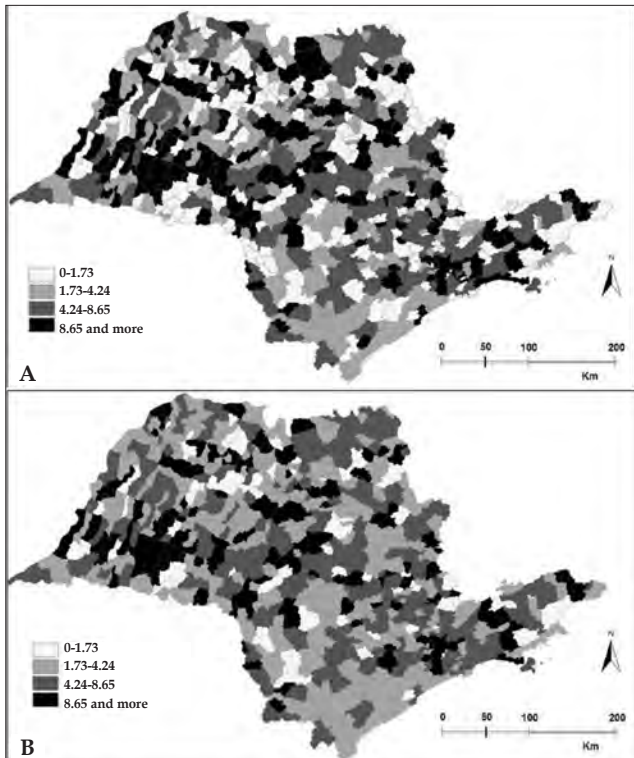 0-1.73
1.73-4.24
4.24-8.65
8.65 and more
N
0 50 100 200
Km
A
0-1.73
1.73-4.24
4.24-8.65
8.65 and more
N
0 50 100 200
Km
B